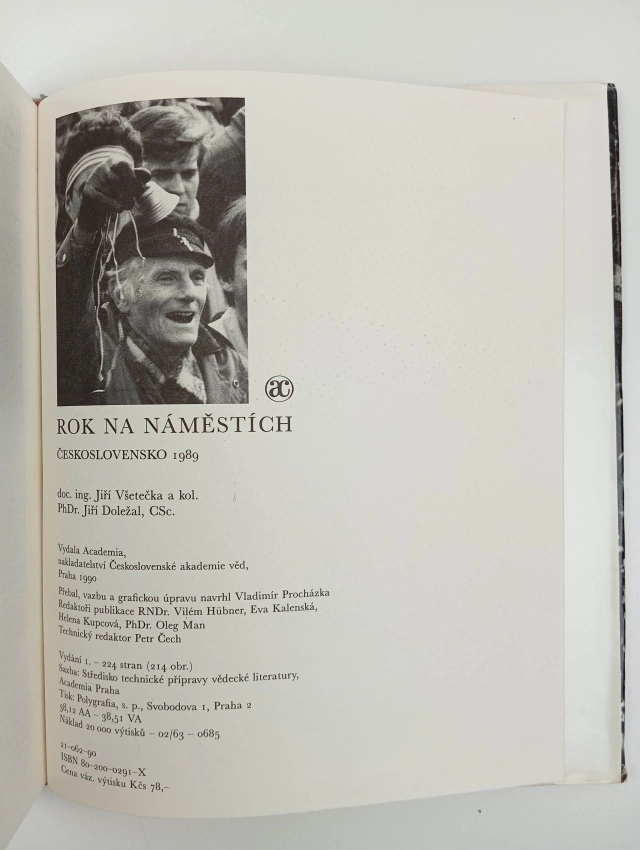 ac
ROK NA NÁMĚSTÍCH
ČESKOSLOVENSKO 1989
doc. ing. Jiří Všetečka a kol.
PhDr. Jiří Doležal, CSc.
Vydala Academia,
nakladatelství Československé akademie věd,
Praha 1990
Přebal, vazbu a grafickou úpravu navrhl Vladimír Procházka
Redaktoři publikace RNDr. Vilém Hübner, Eva Kalenská,
Helena Kupcová, PhDr. Oleg Man
Technický redaktor Petr Čech
Vydání 1. – 224 stran (214 obr.)
Sazba: Středisko technické přípravy vědecké literatury,
Academia Praha
Tisk: Polygrafia, s. p., Svobodova 1, Praha 2
38,12 AA – 38,51 VA
Náklad 20 000 výtisků – 02/63 – 0685
21-062-90
ISBN 80-200-0291-X
Cena váz. výtisku Kčs 78,–